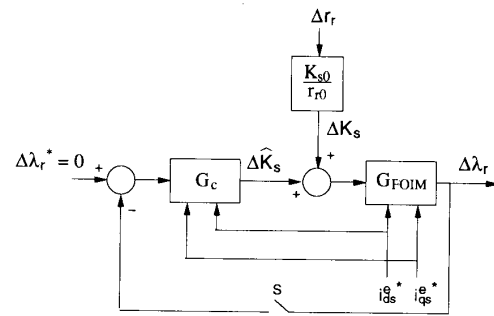 Δr_r
K_s0
r_r0
ΔK_s
Δλ_r* = 0
+
-
G_c
ΔK̂_s
+
+
G_FOIM
Δλ_r
S
i_ds^e*
i_qs^e*